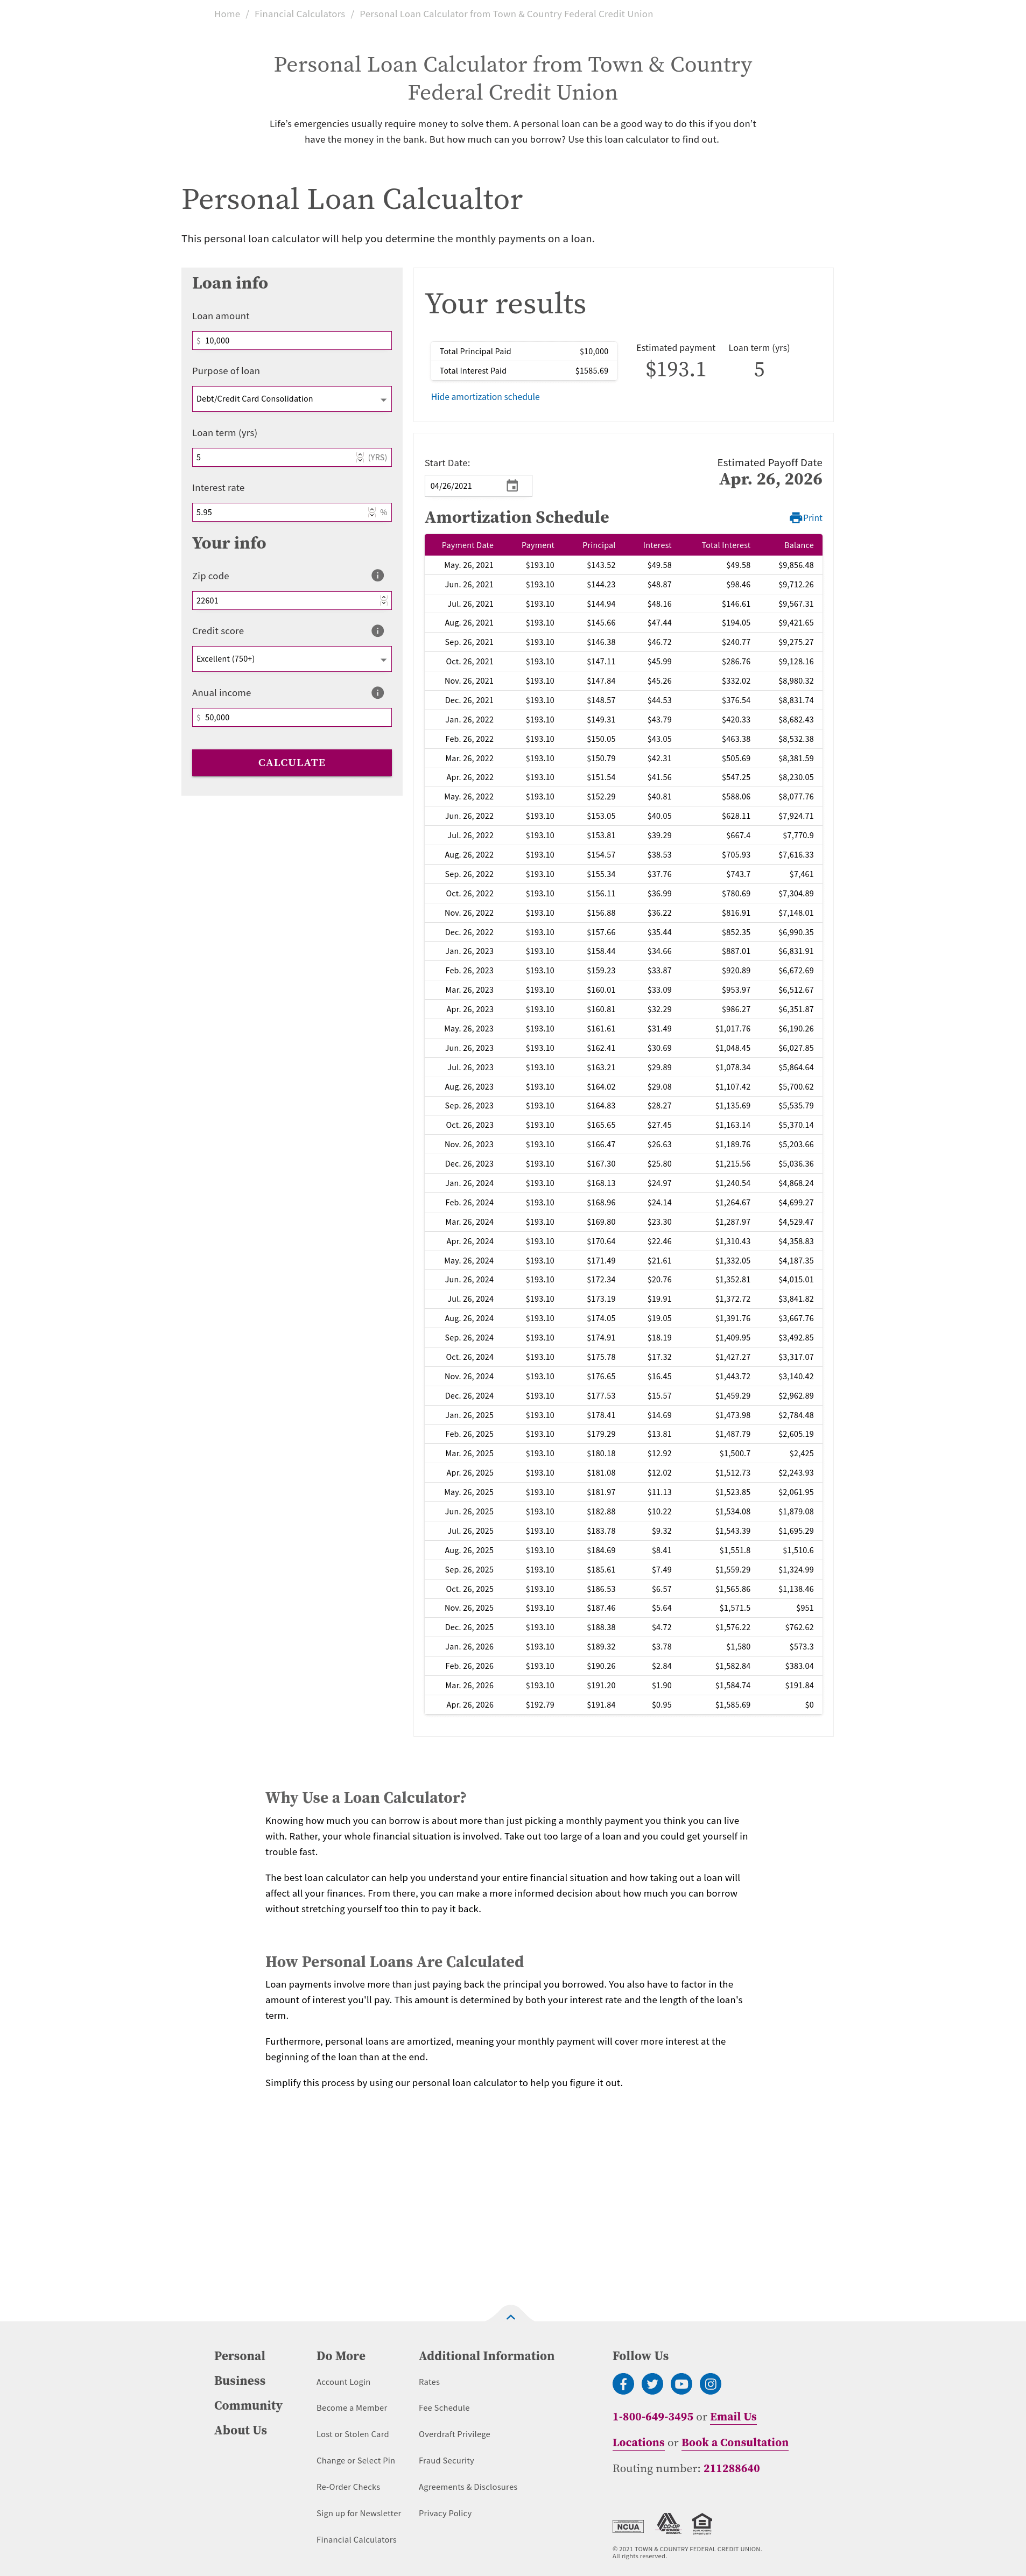 Home / Financial Calculators / Personal Loan Calculator from Town & Country Federal Credit Union
Personal Loan Calculator from Town & Country
Federal Credit Union
Life's emergencies usually require money to solve them. A personal loan can be a good way to do this if you don't
have the money in the bank. But how much can you borrow? Use this loan calculator to find out.
Personal Loan Calcualtor
This personal loan calculator will help you determine the monthly payments on a loan.
Loan info
Loan amount
$ 10,000
Purpose of loan
Debt/Credit Card Consolidation
Loan term (yrs)
5 (YRS)
Interest rate
5.95 %
Your info
Zip code
22601
Credit score
Excellent (750+)
Anual income
$ 50,000
CALCULATE
Your results
Total Principal Paid $10,000
Total Interest Paid $1585.69
Estimated payment
$193.1
Loan term (yrs)
5
Hide amortization schedule
Start Date:
04/26/2021
Estimated Payoff Date
Apr. 26, 2026
Amortization Schedule
Print
Payment Date Payment Principal Interest Total Interest Balance
May. 26, 2021 $193.10 $143.52 $49.58 $49.58 $9,856.48
Jun. 26, 2021 $193.10 $144.23 $48.87 $98.46 $9,712.26
Jul. 26, 2021 $193.10 $144.94 $48.16 $146.61 $9,567.31
Aug. 26, 2021 $193.10 $145.66 $47.44 $194.05 $9,421.65
Sep. 26, 2021 $193.10 $146.38 $46.72 $240.77 $9,275.27
Oct. 26, 2021 $193.10 $147.11 $45.99 $286.76 $9,128.16
Nov. 26, 2021 $193.10 $147.84 $45.26 $332.02 $8,980.32
Dec. 26, 2021 $193.10 $148.57 $44.53 $376.54 $8,831.74
Jan. 26, 2022 $193.10 $149.31 $43.79 $420.33 $8,682.43
Feb. 26, 2022 $193.10 $150.05 $43.05 $463.38 $8,532.38
Mar. 26, 2022 $193.10 $150.79 $42.31 $505.69 $8,381.59
Apr. 26, 2022 $193.10 $151.54 $41.56 $547.25 $8,230.05
May. 26, 2022 $193.10 $152.29 $40.81 $588.06 $8,077.76
Jun. 26, 2022 $193.10 $153.05 $40.05 $628.11 $7,924.71
Jul. 26, 2022 $193.10 $153.81 $39.29 $667.4 $7,770.9
Aug. 26, 2022 $193.10 $154.57 $38.53 $705.93 $7,616.33
Sep. 26, 2022 $193.10 $155.34 $37.76 $743.7 $7,461
Oct. 26, 2022 $193.10 $156.11 $36.99 $780.69 $7,304.89
Nov. 26, 2022 $193.10 $156.88 $36.22 $816.91 $7,148.01
Dec. 26, 2022 $193.10 $157.66 $35.44 $852.35 $6,990.35
Jan. 26, 2023 $193.10 $158.44 $34.66 $887.01 $6,831.91
Feb. 26, 2023 $193.10 $159.23 $33.87 $920.89 $6,672.69
Mar. 26, 2023 $193.10 $160.01 $33.09 $953.97 $6,512.67
Apr. 26, 2023 $193.10 $160.81 $32.29 $986.27 $6,351.87
May. 26, 2023 $193.10 $161.61 $31.49 $1,017.76 $6,190.26
Jun. 26, 2023 $193.10 $162.41 $30.69 $1,048.45 $6,027.85
Jul. 26, 2023 $193.10 $163.21 $29.89 $1,078.34 $5,864.64
Aug. 26, 2023 $193.10 $164.02 $29.08 $1,107.42 $5,700.62
Sep. 26, 2023 $193.10 $164.83 $28.27 $1,135.69 $5,535.79
Oct. 26, 2023 $193.10 $165.65 $27.45 $1,163.14 $5,370.14
Nov. 26, 2023 $193.10 $166.47 $26.63 $1,189.76 $5,203.66
Dec. 26, 2023 $193.10 $167.30 $25.80 $1,215.56 $5,036.36
Jan. 26, 2024 $193.10 $168.13 $24.97 $1,240.54 $4,868.24
Feb. 26, 2024 $193.10 $168.96 $24.14 $1,264.67 $4,699.27
Mar. 26, 2024 $193.10 $169.80 $23.30 $1,287.97 $4,529.47
Apr. 26, 2024 $193.10 $170.64 $22.46 $1,310.43 $4,358.83
May. 26, 2024 $193.10 $171.49 $21.61 $1,332.05 $4,187.35
Jun. 26, 2024 $193.10 $172.34 $20.76 $1,352.81 $4,015.01
Jul. 26, 2024 $193.10 $173.19 $19.91 $1,372.72 $3,841.82
Aug. 26, 2024 $193.10 $174.05 $19.05 $1,391.76 $3,667.76
Sep. 26, 2024 $193.10 $174.91 $18.19 $1,409.95 $3,492.85
Oct. 26, 2024 $193.10 $175.78 $17.32 $1,427.27 $3,317.07
Nov. 26, 2024 $193.10 $176.65 $16.45 $1,443.72 $3,140.42
Dec. 26, 2024 $193.10 $177.53 $15.57 $1,459.29 $2,962.89
Jan. 26, 2025 $193.10 $178.41 $14.69 $1,473.98 $2,784.48
Feb. 26, 2025 $193.10 $179.29 $13.81 $1,487.79 $2,605.19
Mar. 26, 2025 $193.10 $180.18 $12.92 $1,500.7 $2,425
Apr. 26, 2025 $193.10 $181.08 $12.02 $1,512.73 $2,243.93
May. 26, 2025 $193.10 $181.97 $11.13 $1,523.85 $2,061.95
Jun. 26, 2025 $193.10 $182.88 $10.22 $1,534.08 $1,879.08
Jul. 26, 2025 $193.10 $183.78 $9.32 $1,543.39 $1,695.29
Aug. 26, 2025 $193.10 $184.69 $8.41 $1,551.8 $1,510.6
Sep. 26, 2025 $193.10 $185.61 $7.49 $1,559.29 $1,324.99
Oct. 26, 2025 $193.10 $186.53 $6.57 $1,565.86 $1,138.46
Nov. 26, 2025 $193.10 $187.46 $5.64 $1,571.5 $951
Dec. 26, 2025 $193.10 $188.38 $4.72 $1,576.22 $762.62
Jan. 26, 2026 $193.10 $189.32 $3.78 $1,580 $573.3
Feb. 26, 2026 $193.10 $190.26 $2.84 $1,582.84 $383.04
Mar. 26, 2026 $193.10 $191.20 $1.90 $1,584.74 $191.84
Apr. 26, 2026 $192.79 $191.84 $0.95 $1,585.69 $0
Why Use a Loan Calculator?
Knowing how much you can borrow is about more than just picking a monthly payment you think you can live
with. Rather, your whole financial situation is involved. Take out too large of a loan and you could get yourself in
trouble fast.
The best loan calculator can help you understand your entire financial situation and how taking out a loan will
affect all your finances. From there, you can make a more informed decision about how much you can borrow
without stretching yourself too thin to pay it back.
How Personal Loans Are Calculated
Loan payments involve more than just paying back the principal you borrowed. You also have to factor in the
amount of interest you'll pay. This amount is determined by both your interest rate and the length of the loan's
term.
Furthermore, personal loans are amortized, meaning your monthly payment will cover more interest at the
beginning of the loan than at the end.
Simplify this process by using our personal loan calculator to help you figure it out.
Personal
Business
Community
About Us
Do More
Account Login
Become a Member
Lost or Stolen Card
Change or Select Pin
Re-Order Checks
Sign up for Newsletter
Financial Calculators
Additional Information
Rates
Fee Schedule
Overdraft Privilege
Fraud Security
Agreements & Disclosures
Privacy Policy
Follow Us
1-800-649-3495 or Email Us
Locations or Book a Consultation
Routing number: 211288640
NCUA
© 2021 TOWN & COUNTRY FEDERAL CREDIT UNION.
All rights reserved.